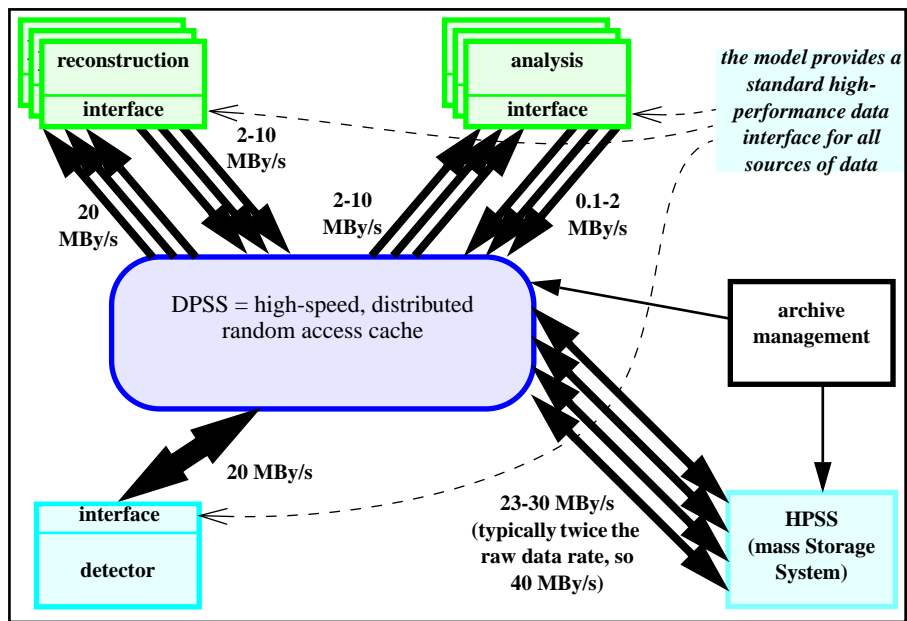 reconstruction
interface
analysis
interface
the model provides a
standard high-
performance data
interface for all
sources of data
2-10
MBy/s
20
MBy/s
2-10
MBy/s
0.1-2
MBy/s
DPSS = high-speed, distributed
random access cache
archive
management
20 MBy/s
interface
detector
23-30 MBy/s
(typically twice the
raw data rate, so
40 MBy/s)
HPSS
(mass Storage
System)